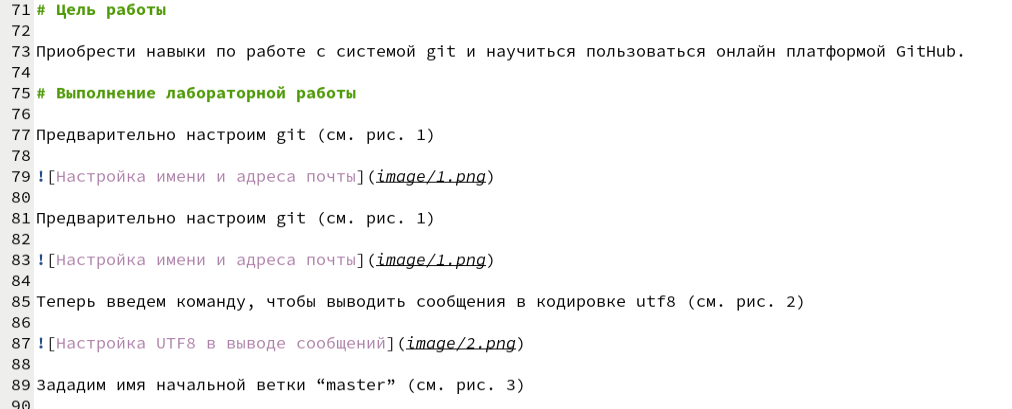 71 # Цель работы
72
73 Приобрести навыки по работе с системой git и научиться пользоваться онлайн платформой GitHub.
74
75 # Выполнение лабораторной работы
76
77 Предварительно настроим git (см. рис. 1)
78
79 ![Настройка имени и адреса почты](image/1.png)
80
81 Предварительно настроим git (см. рис. 1)
82
83 ![Настройка имени и адреса почты](image/1.png)
84
85 Теперь введем команду, чтобы выводить сообщения в кодировке utf8 (см. рис. 2)
86
87 ![Настройка UTF8 в выводе сообщений](image/2.png)
88
89 Зададим имя начальной ветки “master” (см. рис. 3)
90